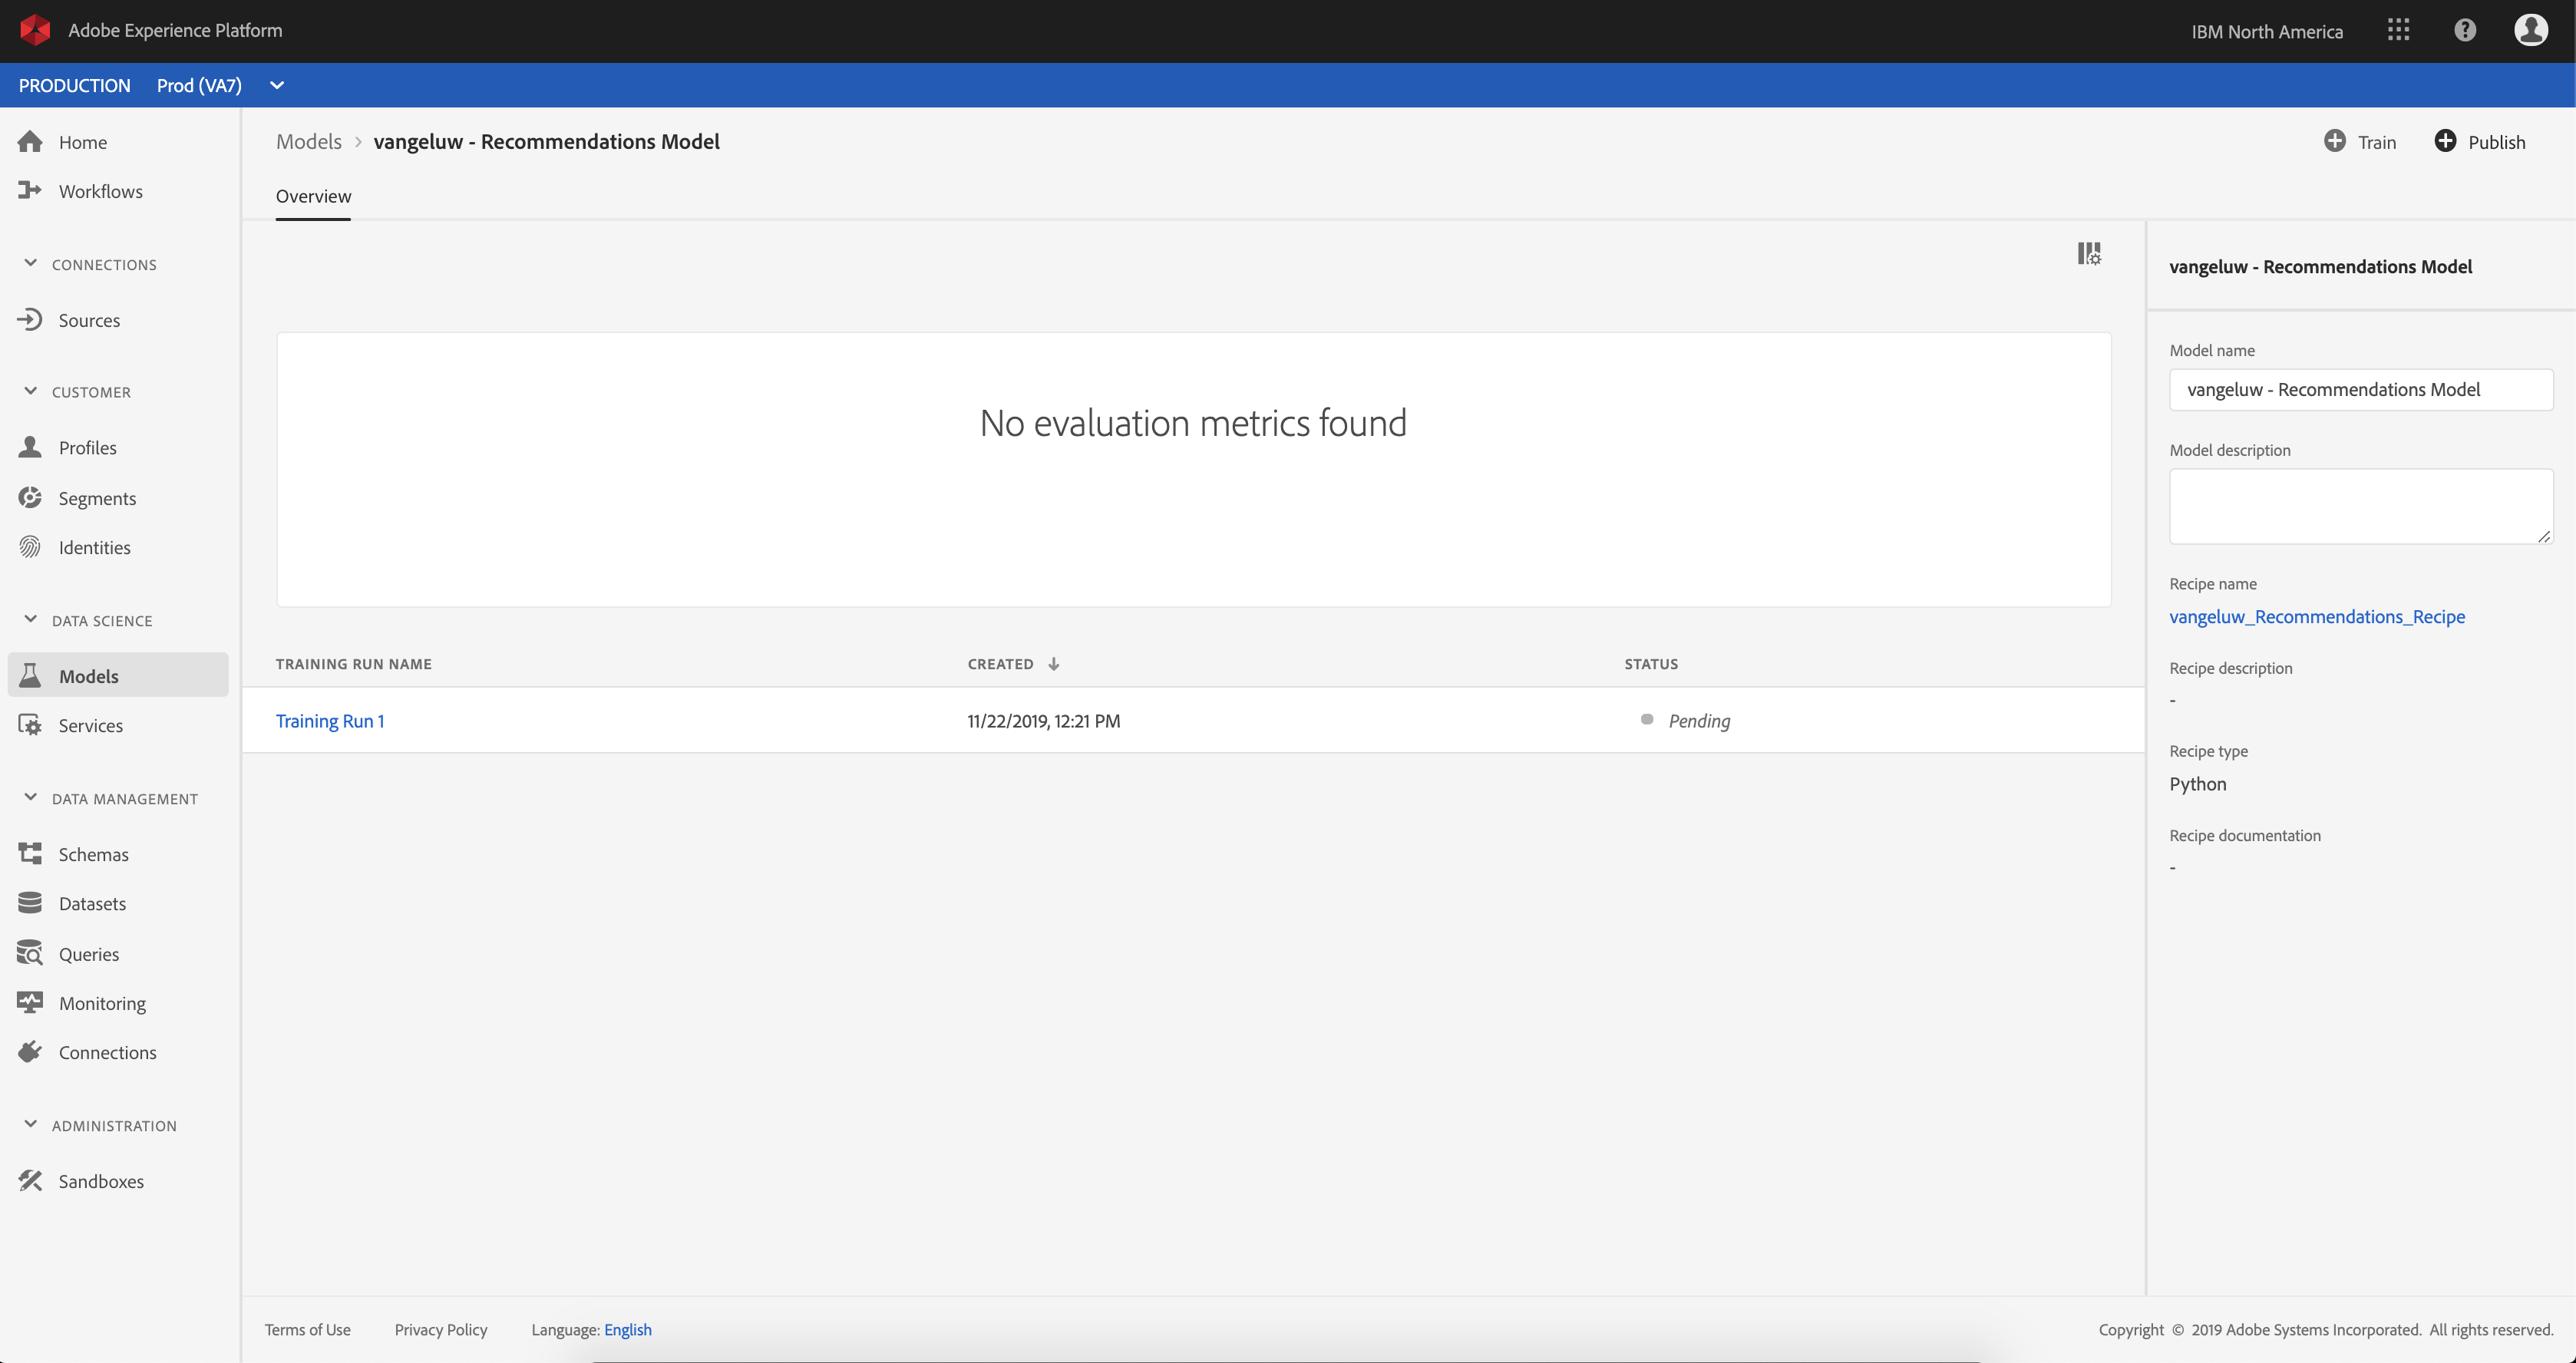 Adobe Experience Platform
IBM North America
PRODUCTION Prod (VA7)
Home
Workflows
CONNECTIONS
Sources
CUSTOMER
Profiles
Segments
Identities
DATA SCIENCE
Models
Services
DATA MANAGEMENT
Schemas
Datasets
Queries
Monitoring
Connections
ADMINISTRATION
Sandboxes
Models > vangeluw - Recommendations Model
Train
Publish
Overview
No evaluation metrics found
TRAINING RUN NAME CREATED STATUS
Training Run 1 11/22/2019, 12:21 PM Pending
vangeluw - Recommendations Model
Model name
vangeluw - Recommendations Model
Model description
Recipe name
vangeluw_Recommendations_Recipe
Recipe description
-
Recipe type
Python
Recipe documentation
-
Terms of Use Privacy Policy Language: English
Copyright © 2019 Adobe Systems Incorporated. All rights reserved.